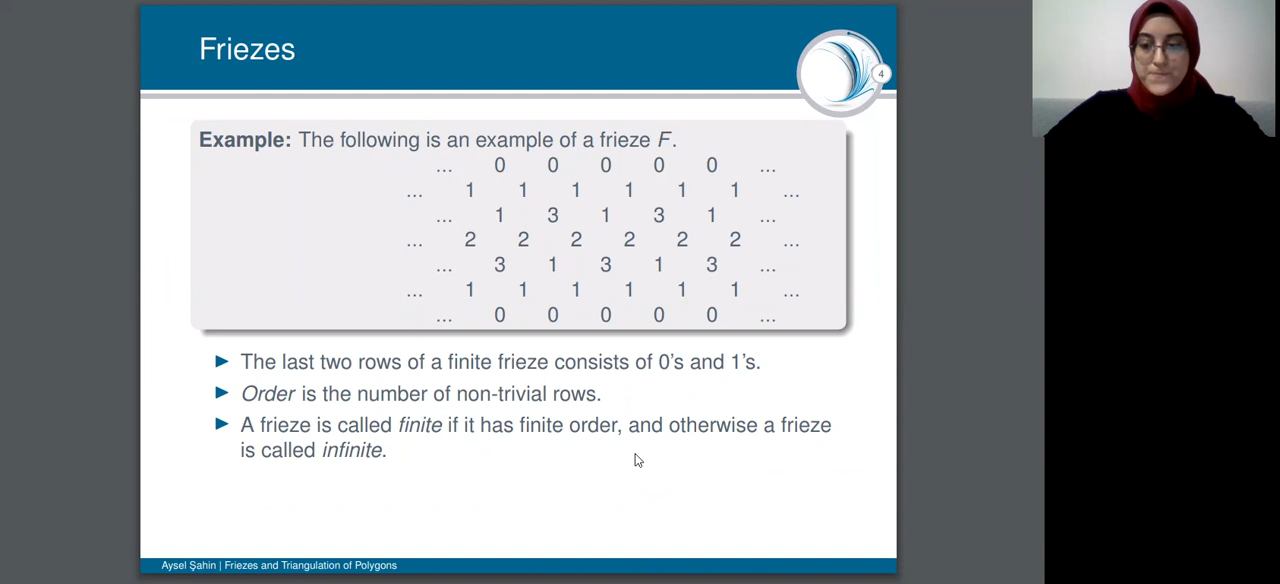 Friezes
4
Example: The following is an example of a frieze F.
... 0 0 0 0 0 ...
... 1 1 1 1 1 1 ...
... 1 3 1 3 1 ...
... 2 2 2 2 2 2 ...
... 3 1 3 1 3 ...
... 1 1 1 1 1 1 ...
... 0 0 0 0 0 ...
► The last two rows of a finite frieze consists of 0's and 1's.
► Order is the number of non-trivial rows.
► A frieze is called finite if it has finite order, and otherwise a frieze
is called infinite.
Aysel Şahin | Friezes and Triangulation of Polygons